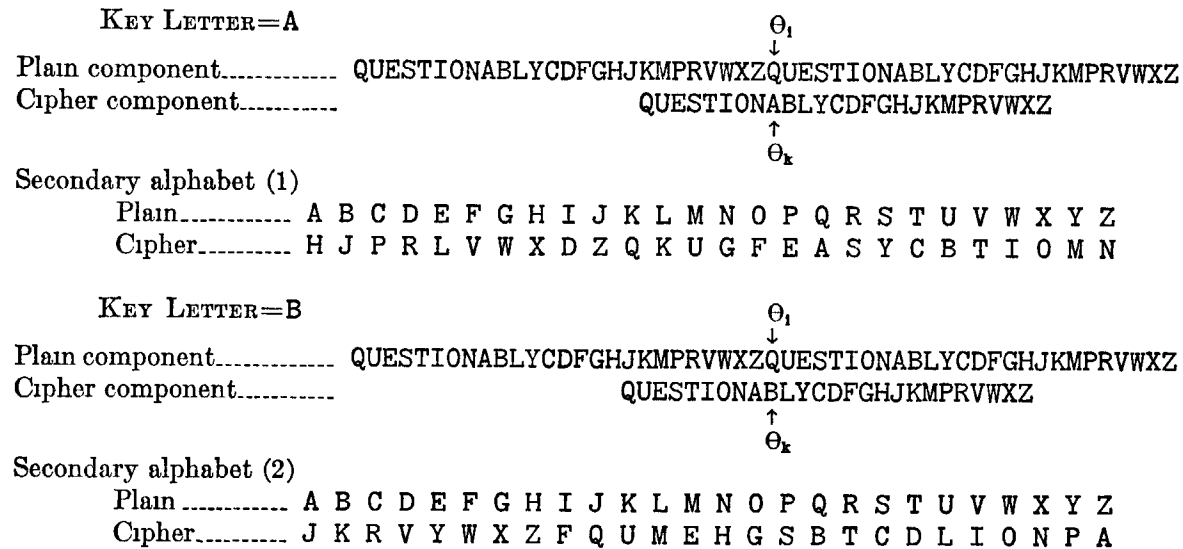 KEY LETTER=A
Θ₁
↓
Plain component............. QUESTIONABLYCDFGHJKMPRVWXZQUESTIONABLYCDFGHJKMPRVWXZ
Cipher component........... QUESTIONABLYCDFGHJKMPRVWXZ
↑
Θₖ
Secondary alphabet (1)
Plain............ A B C D E F G H I J K L M N O P Q R S T U V W X Y Z
Cipher......... H J P R L V W X D Z Q K U G F E A S Y C B T I O M N
KEY LETTER=B
Θ₁
↓
Plain component............. QUESTIONABLYCDFGHJKMPRVWXZQUESTIONABLYCDFGHJKMPRVWXZ
Cipher component........... QUESTIONABLYCDFGHJKMPRVWXZ
↑
Θₖ
Secondary alphabet (2)
Plain ............ A B C D E F G H I J K L M N O P Q R S T U V W X Y Z
Cipher.......... J K R V Y W X Z F Q U M E H G S B T C D L I O N P A